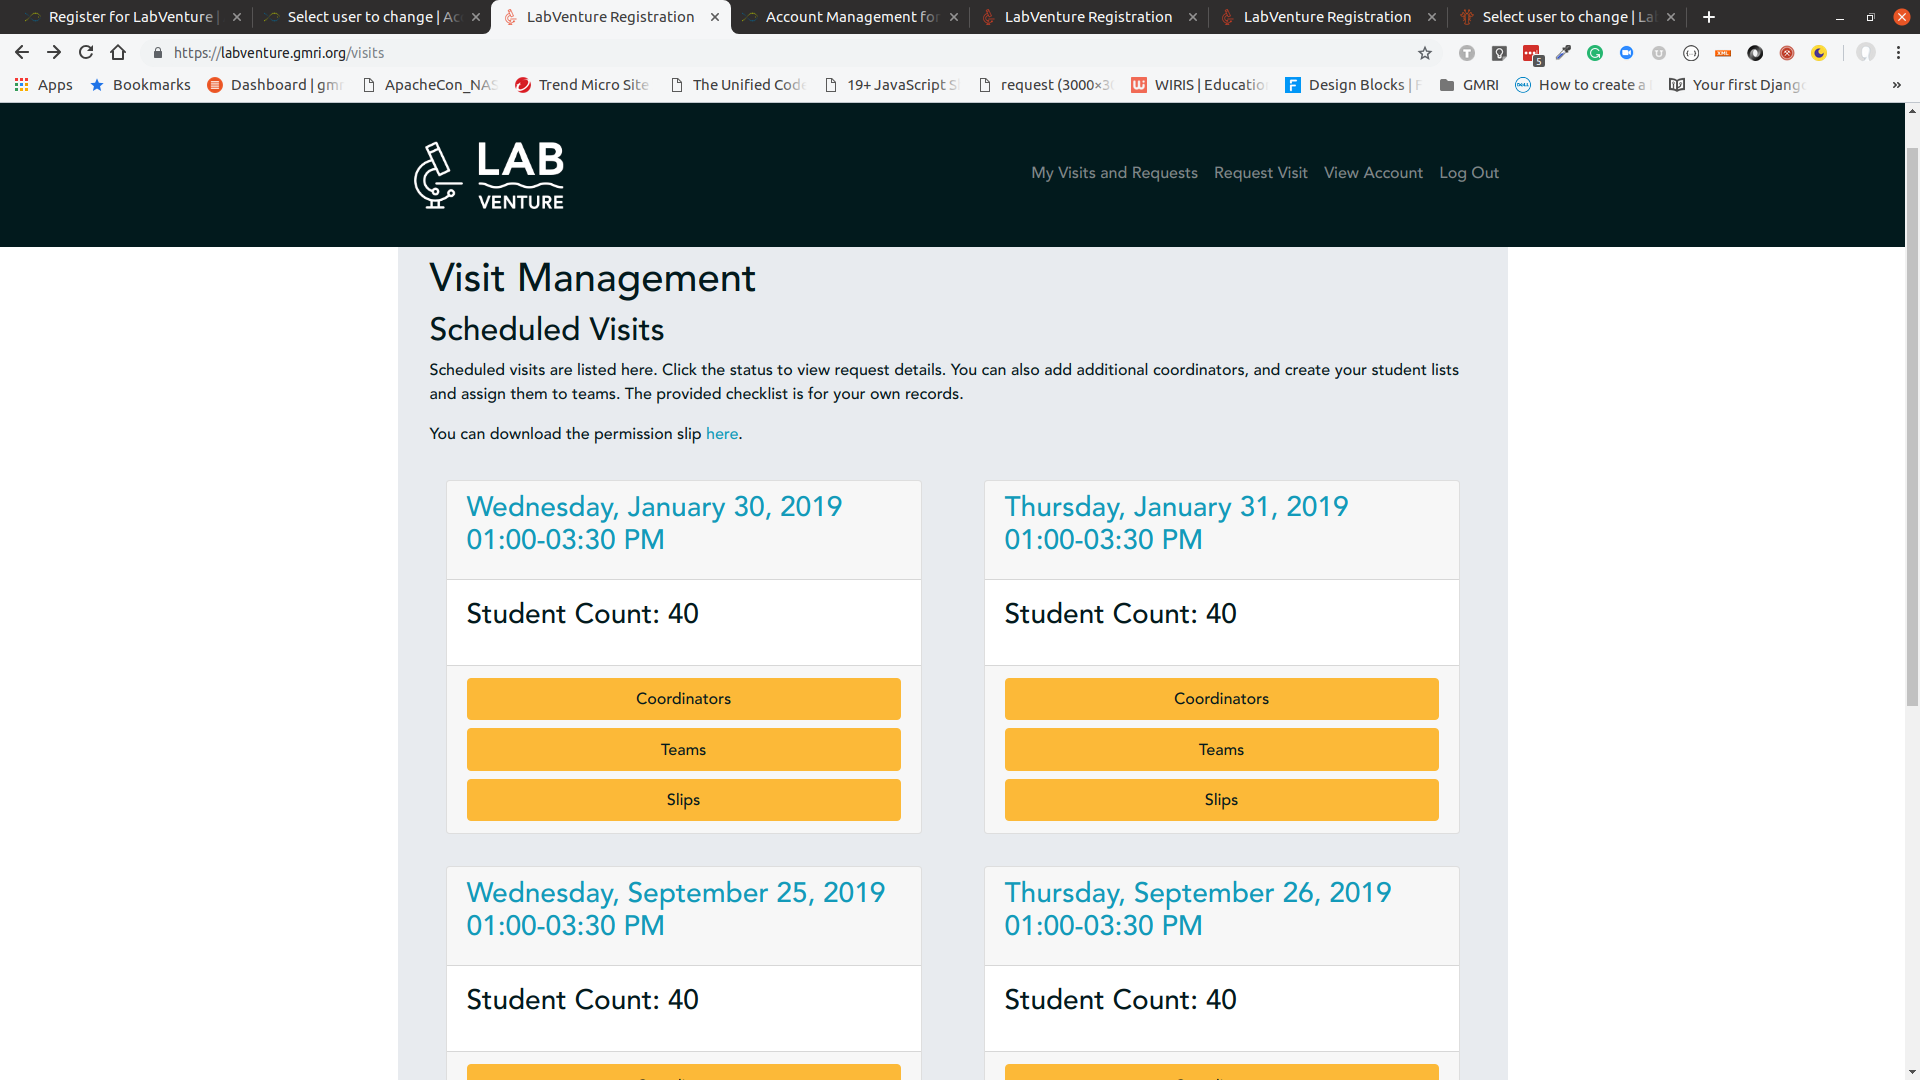 Register for LabVenture |
Select user to change | Ac
LabVenture Registration
Account Management for
LabVenture Registration
LabVenture Registration
Select user to change | La
https://labventure.gmri.org/visits
5
Apps
Bookmarks
Dashboard | gmr
ApacheCon_NAS
Trend Micro Site
The Unified Code
19+ JavaScript S
request (3000×30
WIRIS | Education
Design Blocks | F
GMRI
How to create a
Your first Django
»
LAB
VENTURE
My Visits and Requests
Request Visit
View Account
Log Out
Visit Management
Scheduled Visits
Scheduled visits are listed here. Click the status to view request details. You can also add additional coordinators, and create your student lists
and assign them to teams. The provided checklist is for your own records.
You can download the permission slip here.
Wednesday, January 30, 2019
01:00-03:30 PM
Student Count: 40
Coordinators
Teams
Slips
Thursday, January 31, 2019
01:00-03:30 PM
Student Count: 40
Coordinators
Teams
Slips
Wednesday, September 25, 2019
01:00-03:30 PM
Student Count: 40
Thursday, September 26, 2019
01:00-03:30 PM
Student Count: 40